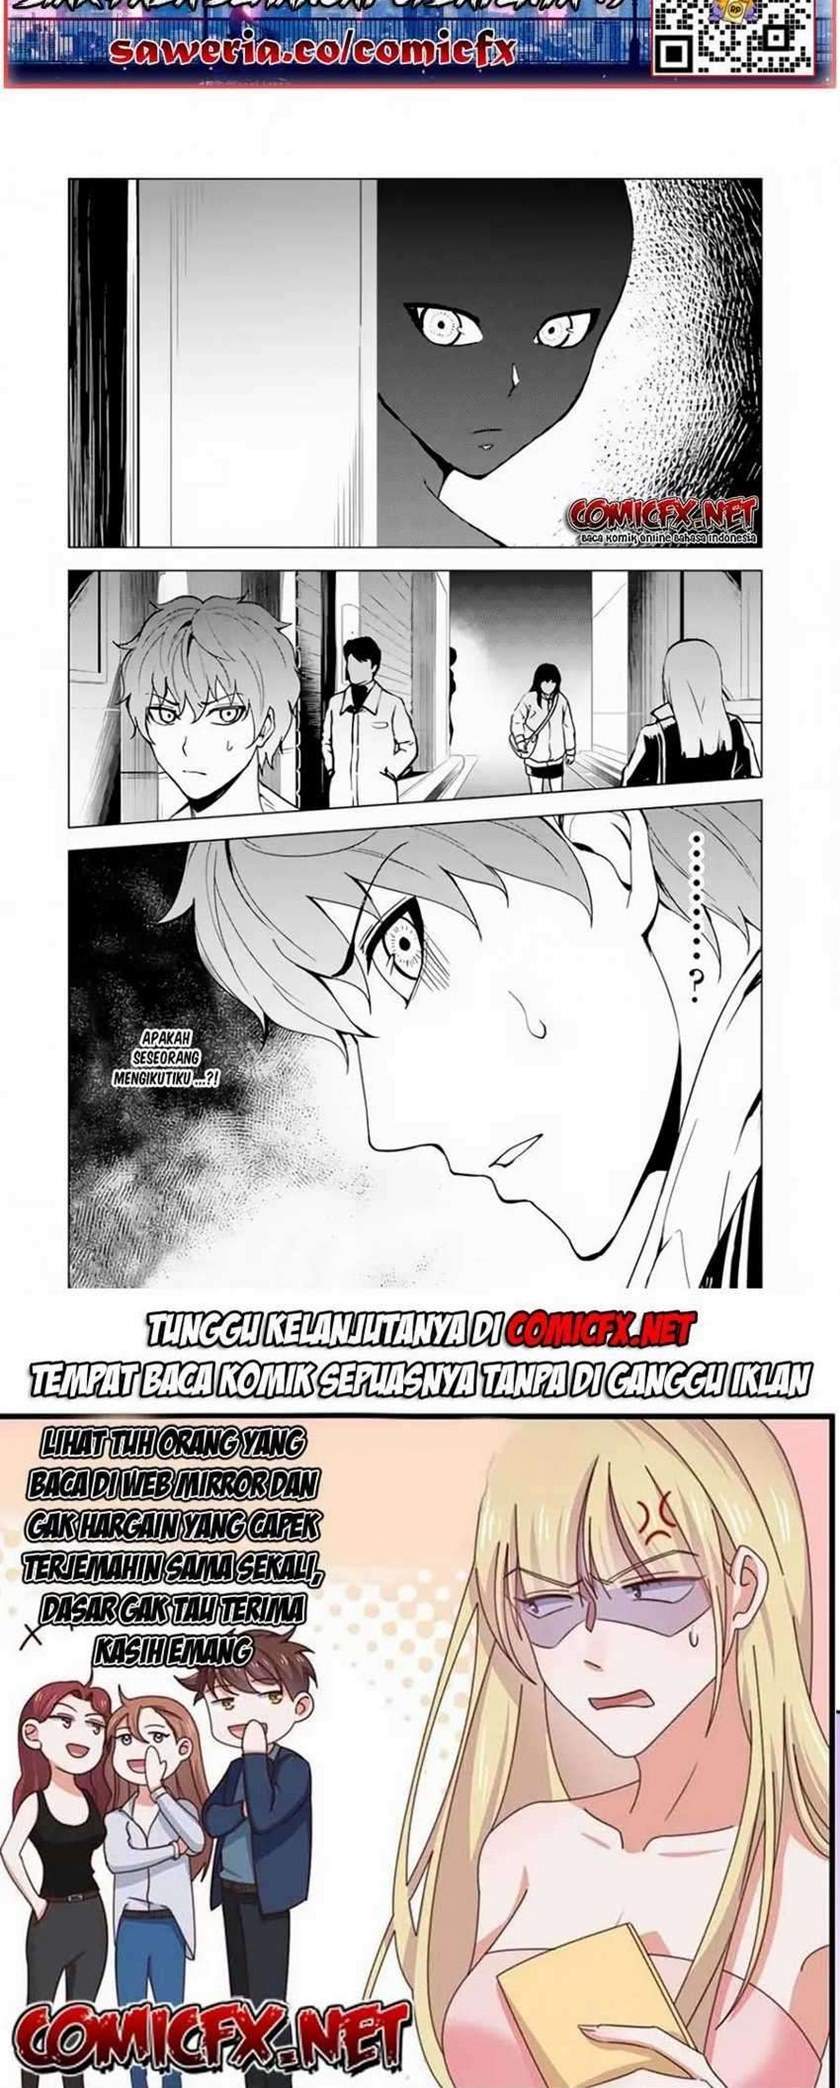 saweria.co/comicfx
RP
COMICFX.NET
Baca Komik Online Bahasa Indonesia
........?
APAKAH
SESEORANG
MENGIKUTIKU ...?!
TUNGGU KELANJUTANYA DI COMICFX.NET
TEMPAT BACA KOMIK SEPUASNYA TANPA DI GANGGU IKLAN
LIHAT TUH ORANG YANG
BACA DI WEB MIRROR DAN
GAK HARGAIN YANG CAPEK
TERJEMAHIN SAMA SEKALI,
DASAR GAK TAU TERIMA
KASIH EMANG
COMICFX.NET